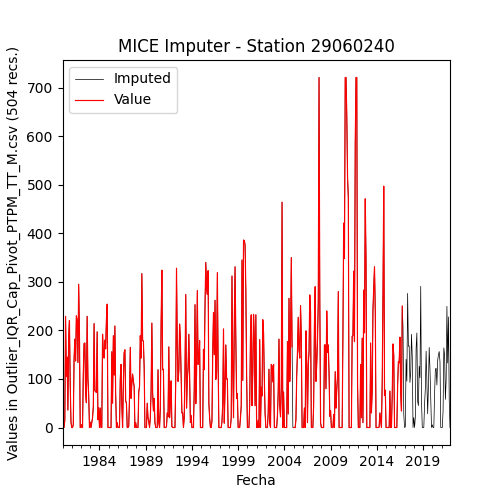 MICE Imputer - Station 29060240
Imputed
Value
Values in Outlier_IQR_Cap_Pivot_PTPM_TT_M.csv (504 recs.)
700
600
500
400
300
200
100
0
1984 1989 1994 1999 2004 2009 2014 2019
Fecha